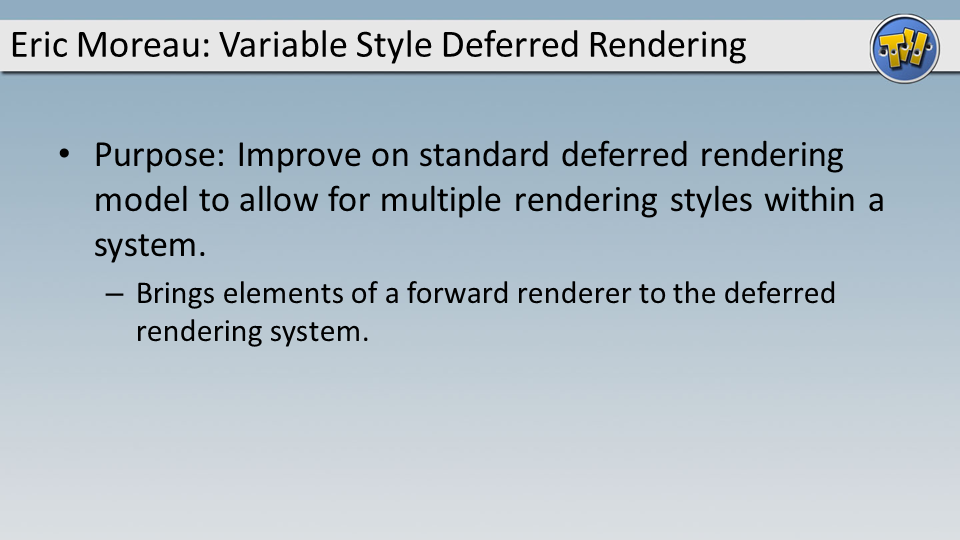 Eric Moreau: Variable Style Deferred Rendering
• Purpose: Improve on standard deferred rendering
model to allow for multiple rendering styles within a
system.
– Brings elements of a forward renderer to the deferred
rendering system.